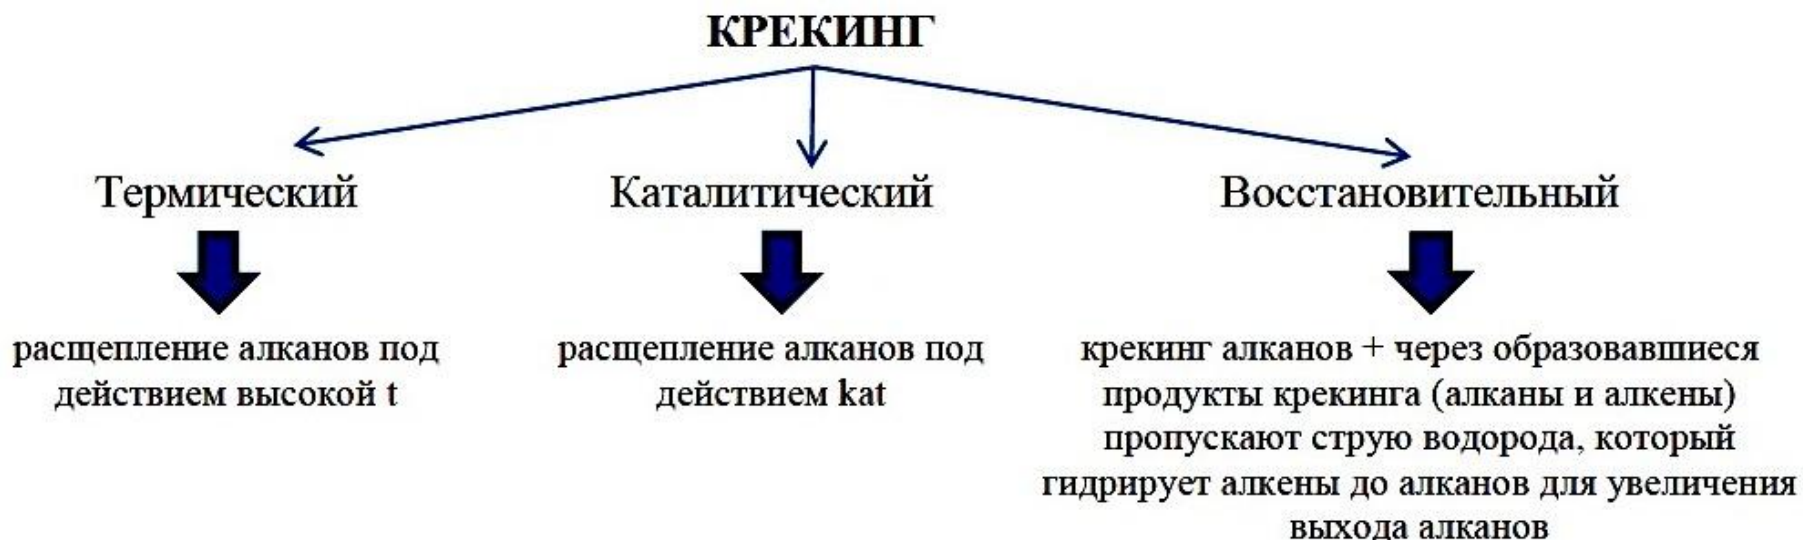 КРЕКИНГ
Термический
Каталитический
Восстановительный
расщепление алканов под
действием высокой t
расщепление алканов под
действием kat
крекинг алканов + через образовавшиеся
продукты крекинга (алканы и алкены)
пропускают струю водорода, который
гидрирует алкены до алканов для увеличения
выхода алканов